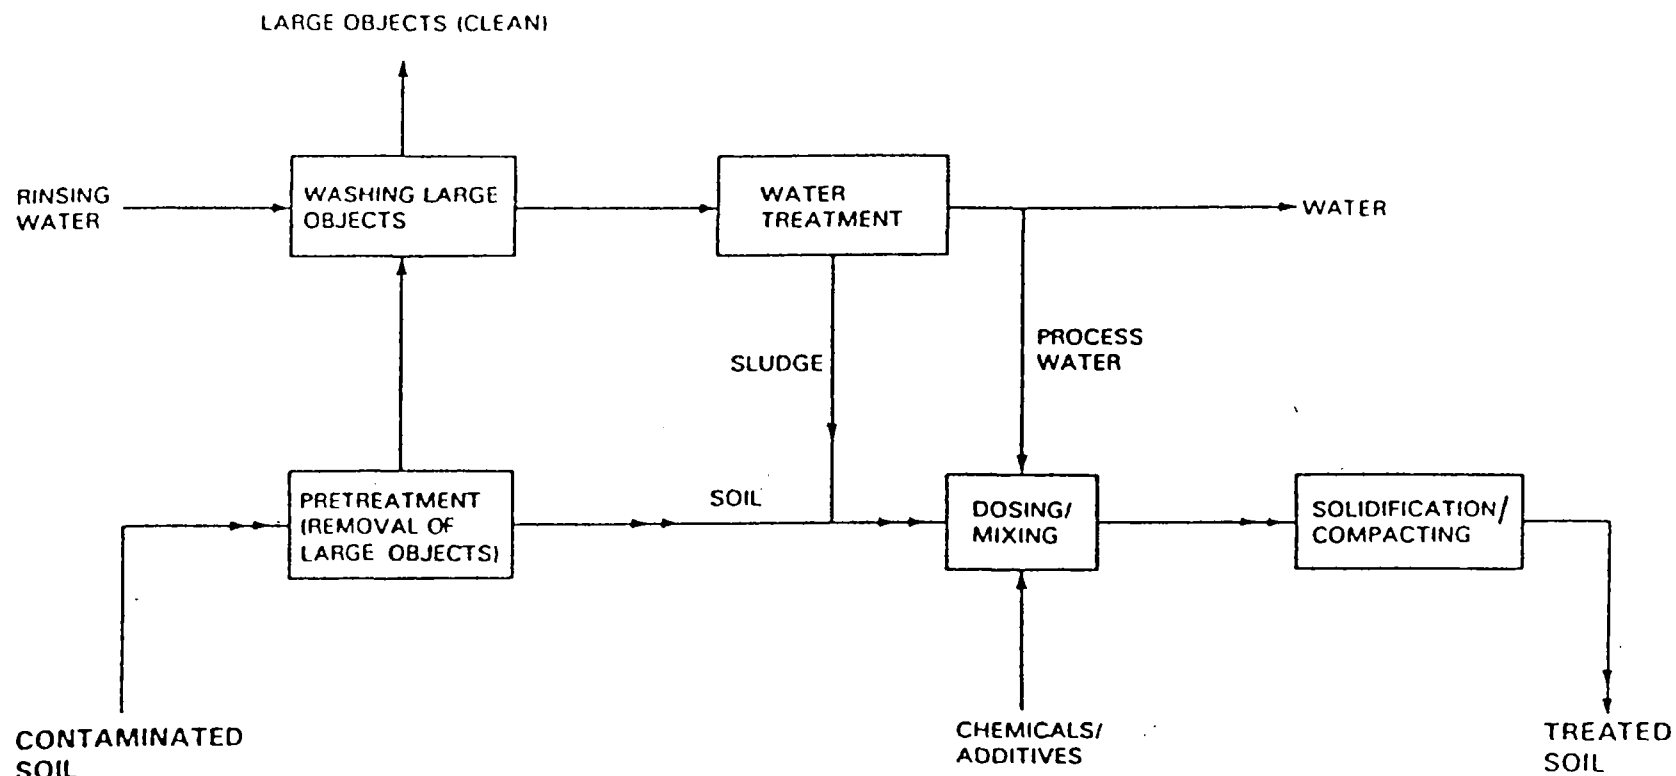 LARGE OBJECTS (CLEAN)
RINSING
WATER
WASHING LARGE
OBJECTS
WATER
TREATMENT
WATER
SLUDGE
PROCESS
WATER
PRETREATMENT
(REMOVAL OF
LARGE OBJECTS)
SOIL
DOSING/
MIXING
SOLIDIFICATION/
COMPACTING
CONTAMINATED
SOIL
CHEMICALS/
ADDITIVES
TREATED
SOIL